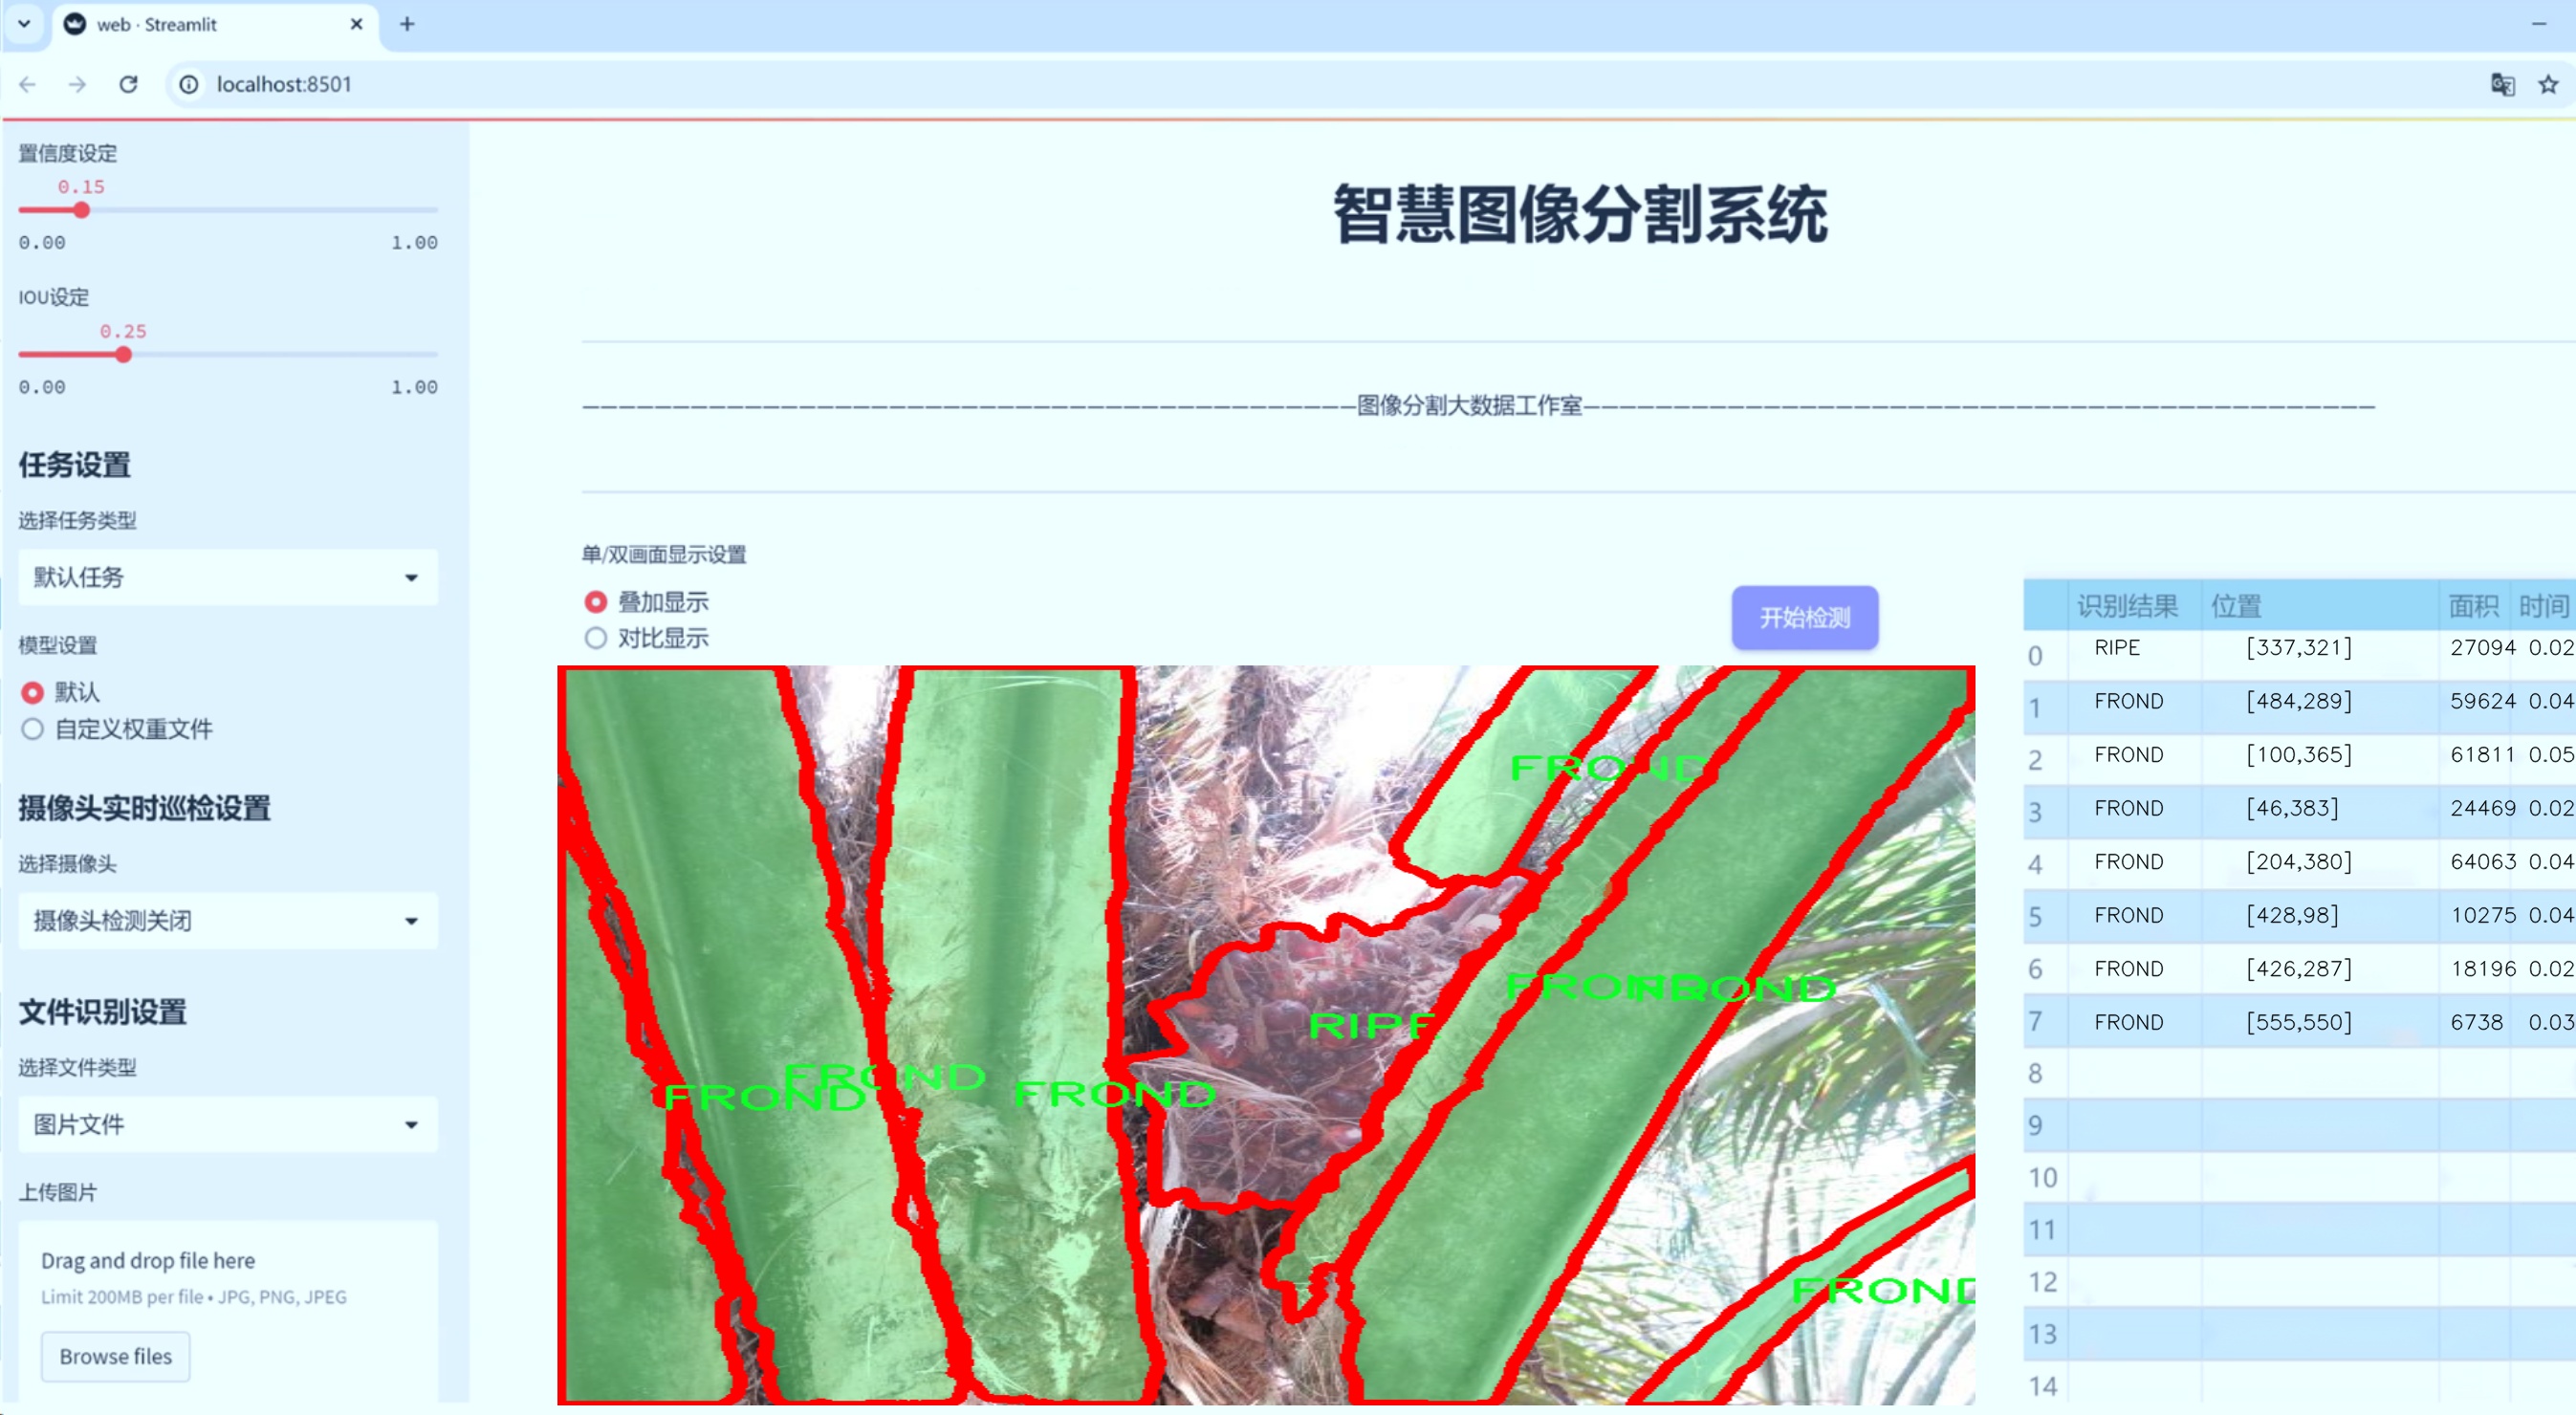 web · Streamlit
localhost:8501
置信度设定
0.15
0.00 1.00
IOU设定
0.25
0.00 1.00
任务设置
选择任务类型
默认任务
模型设置
默认
自定义权重文件
摄像头实时巡检设置
选择摄像头
摄像头检测关闭
文件识别设置
选择文件类型
图片文件
上传图片
Drag and drop file here
Limit 200MB per file • JPG, PNG, JPEG
Browse files
智慧图像分割系统
图像分割大数据工作室
单/双画面显示设置
叠加显示
对比显示
开始检测
FROND
FROND
FROND
RIPE
FROND
FROND
FROND
FROND
识别结果 位置 面积 时间
0 RIPE [337,321] 27094 0.02
1 FROND [484,289] 59624 0.04
2 FROND [100,365] 61811 0.05
3 FROND [46,383] 24469 0.02
4 FROND [204,380] 64063 0.04
5 FROND [428,98] 10275 0.04
6 FROND [426,287] 18196 0.02
7 FROND [555,550] 6738 0.03
8
9
10
11
12
13
14